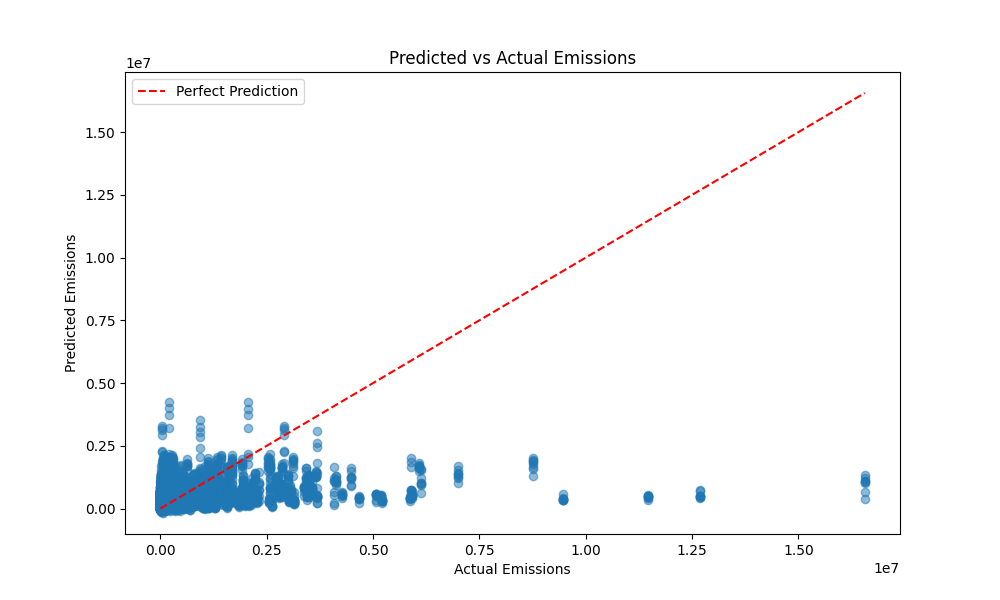 Predicted vs Actual Emissions
1e7
Perfect Prediction
1.50
1.25
1.00
0.75
0.50
0.25
0.00
Predicted Emissions
0.00 0.25 0.50 0.75 1.00 1.25 1.50
Actual Emissions
1e7